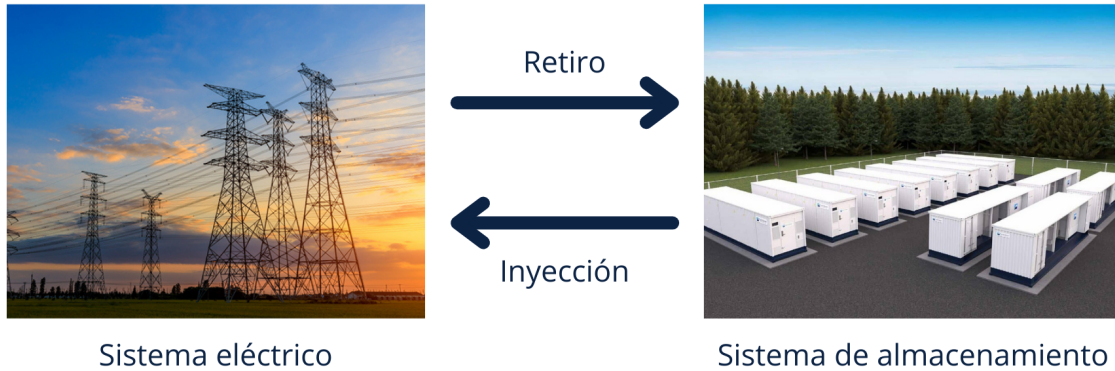 Retiro
Inyección
Sistema eléctrico
Sistema de almacenamiento